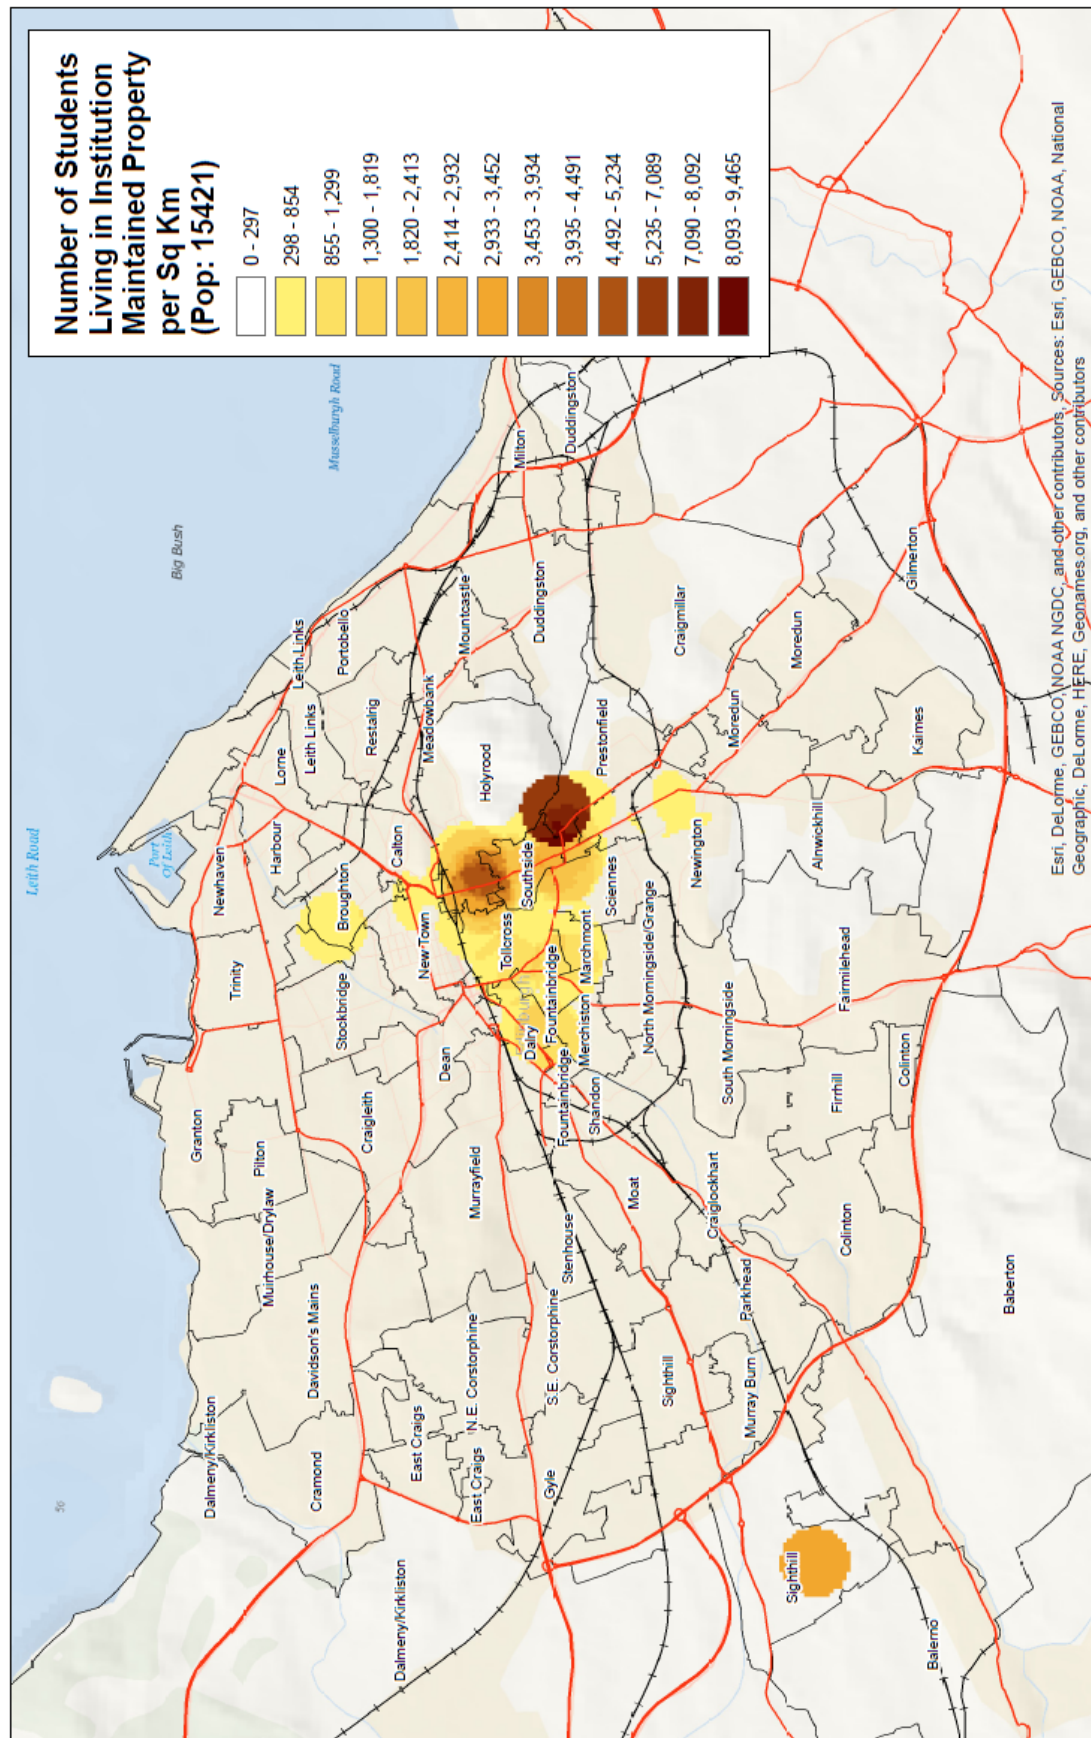 Number of Students
Living in Institution
Maintained Property
per Sq Km
(Pop: 15421)
0 - 297
298 - 854
855 - 1,299
1,300 - 1,819
1,820 - 2,413
2,414 - 2,932
2,933 - 3,452
3,453 - 3,934
3,935 - 4,491
4,492 - 5,234
5,235 - 7,089
7,090 - 8,092
8,093 - 9,465
Leith Road
Big Bush
Musselburgh Road
56
Port
Of Leith
Dalmeny/Kirkliston
Cramond
Davidson's Mains
Muirhouse/Drylaw
Pilton
Granton
Trinity
Newhaven
Harbour
Lorne
Leith Links
Leith Links
Portobello
Restalrig
Broughton
Stockbridge
Craigleith
Calton
Meadowbank
Mountcastle
Milton
Duddingston
Duddingston
Dalmeny/Kirkliston
East Craigs
East Craigs
N.E. Corstorphine
Murrayfield
Dean
New Town
Holyrood
Gyle
S.E. Corstorphine
Stenhouse
Dalry
Tollcross
Southside
Fountainbridge
Fountainbridge
Merchiston
Marchmont
Sciennes
Prestonfield
Craigmillar
Shandon
Moat
Sighthill
North Morningside/Grange
Newington
Moredun
Moredun
Murray Burn
Parkhead
Craiglockhart
South Morningside
Sighthill
Colinton
Firrhill
Fairmilehead
Alnwickhill
Kaimes
Gilmerton
Colinton
Balerno
Baberton
Esri, DeLorme, GEBCO, NOAA NGDC, and other contributors, Sources: Esri, GEBCO, NOAA, National
Geographic, DeLorme, HERE, Geonames.org, and other contributors